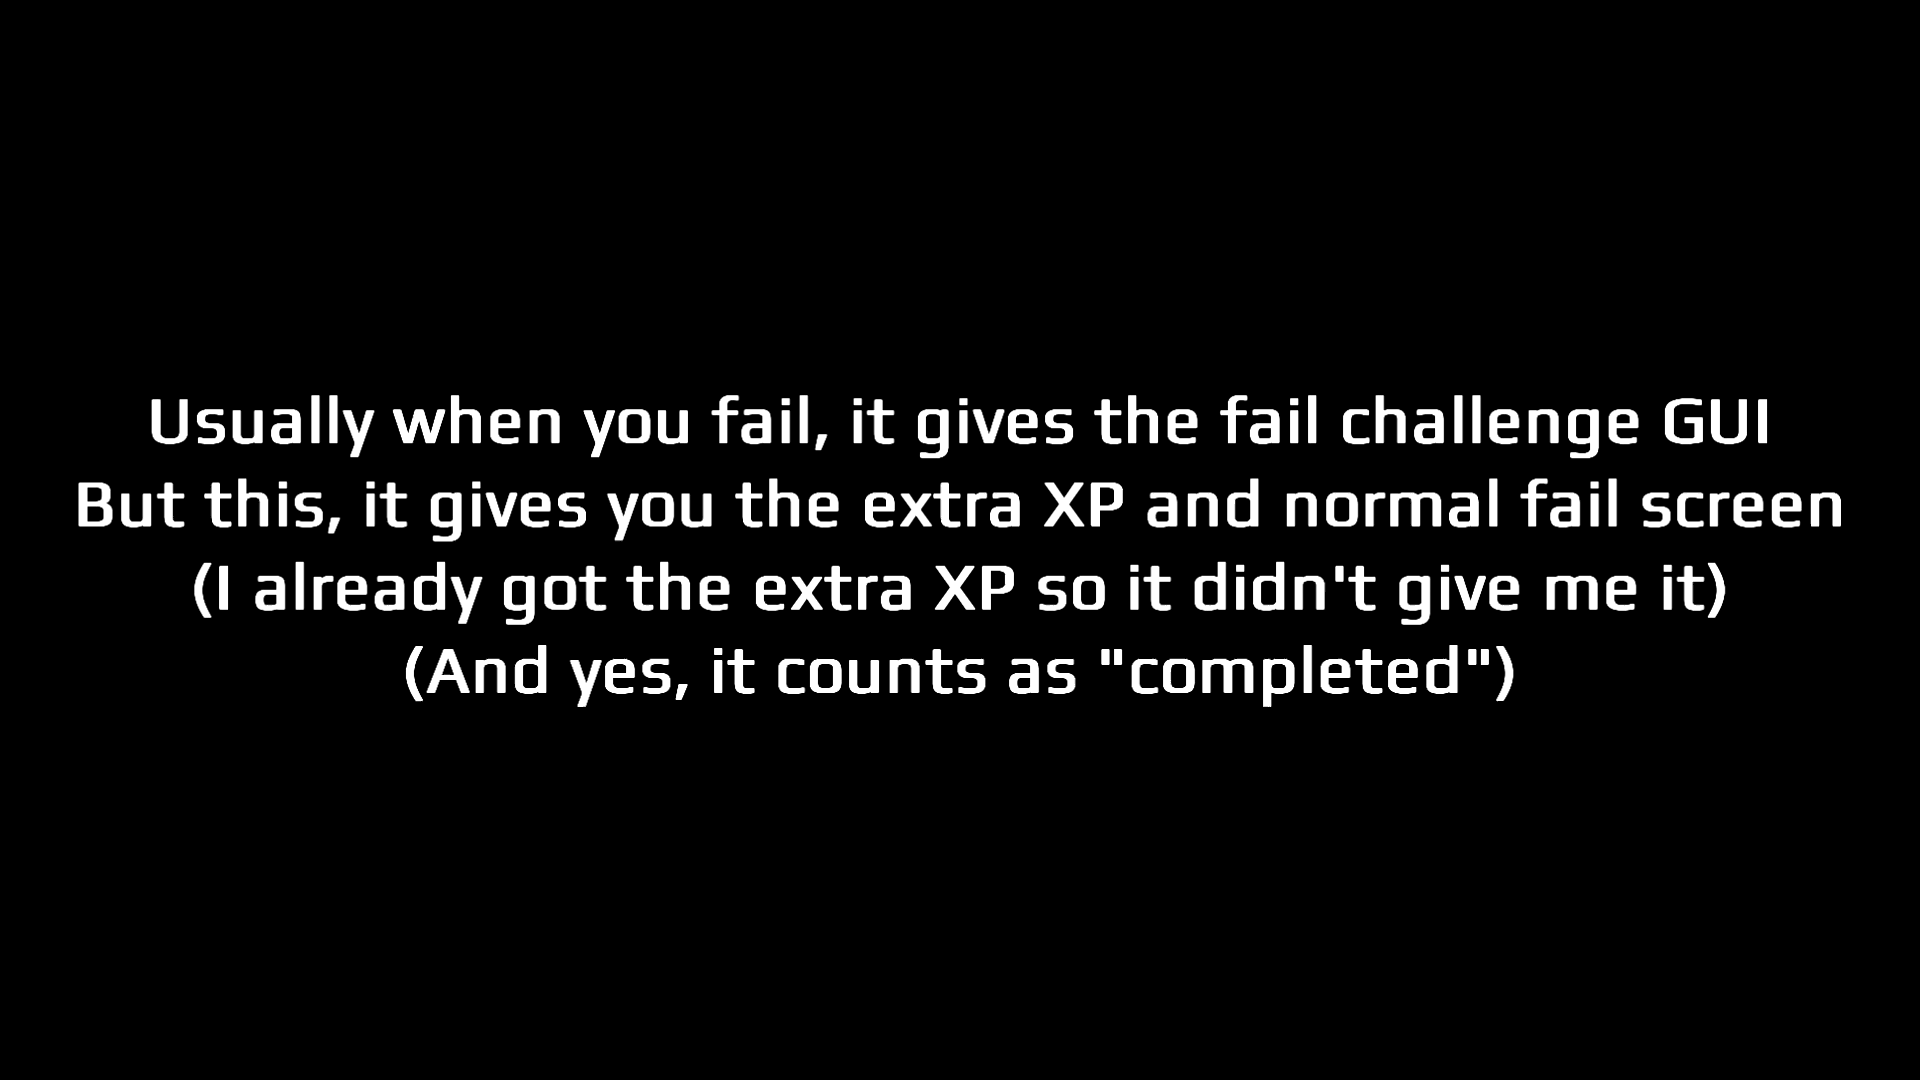 Usually when you fail, it gives the fail challenge GUI
But this, it gives you the extra XP and normal fail screen
(I already got the extra XP so it didn't give me it)
(And yes, it counts as "completed")